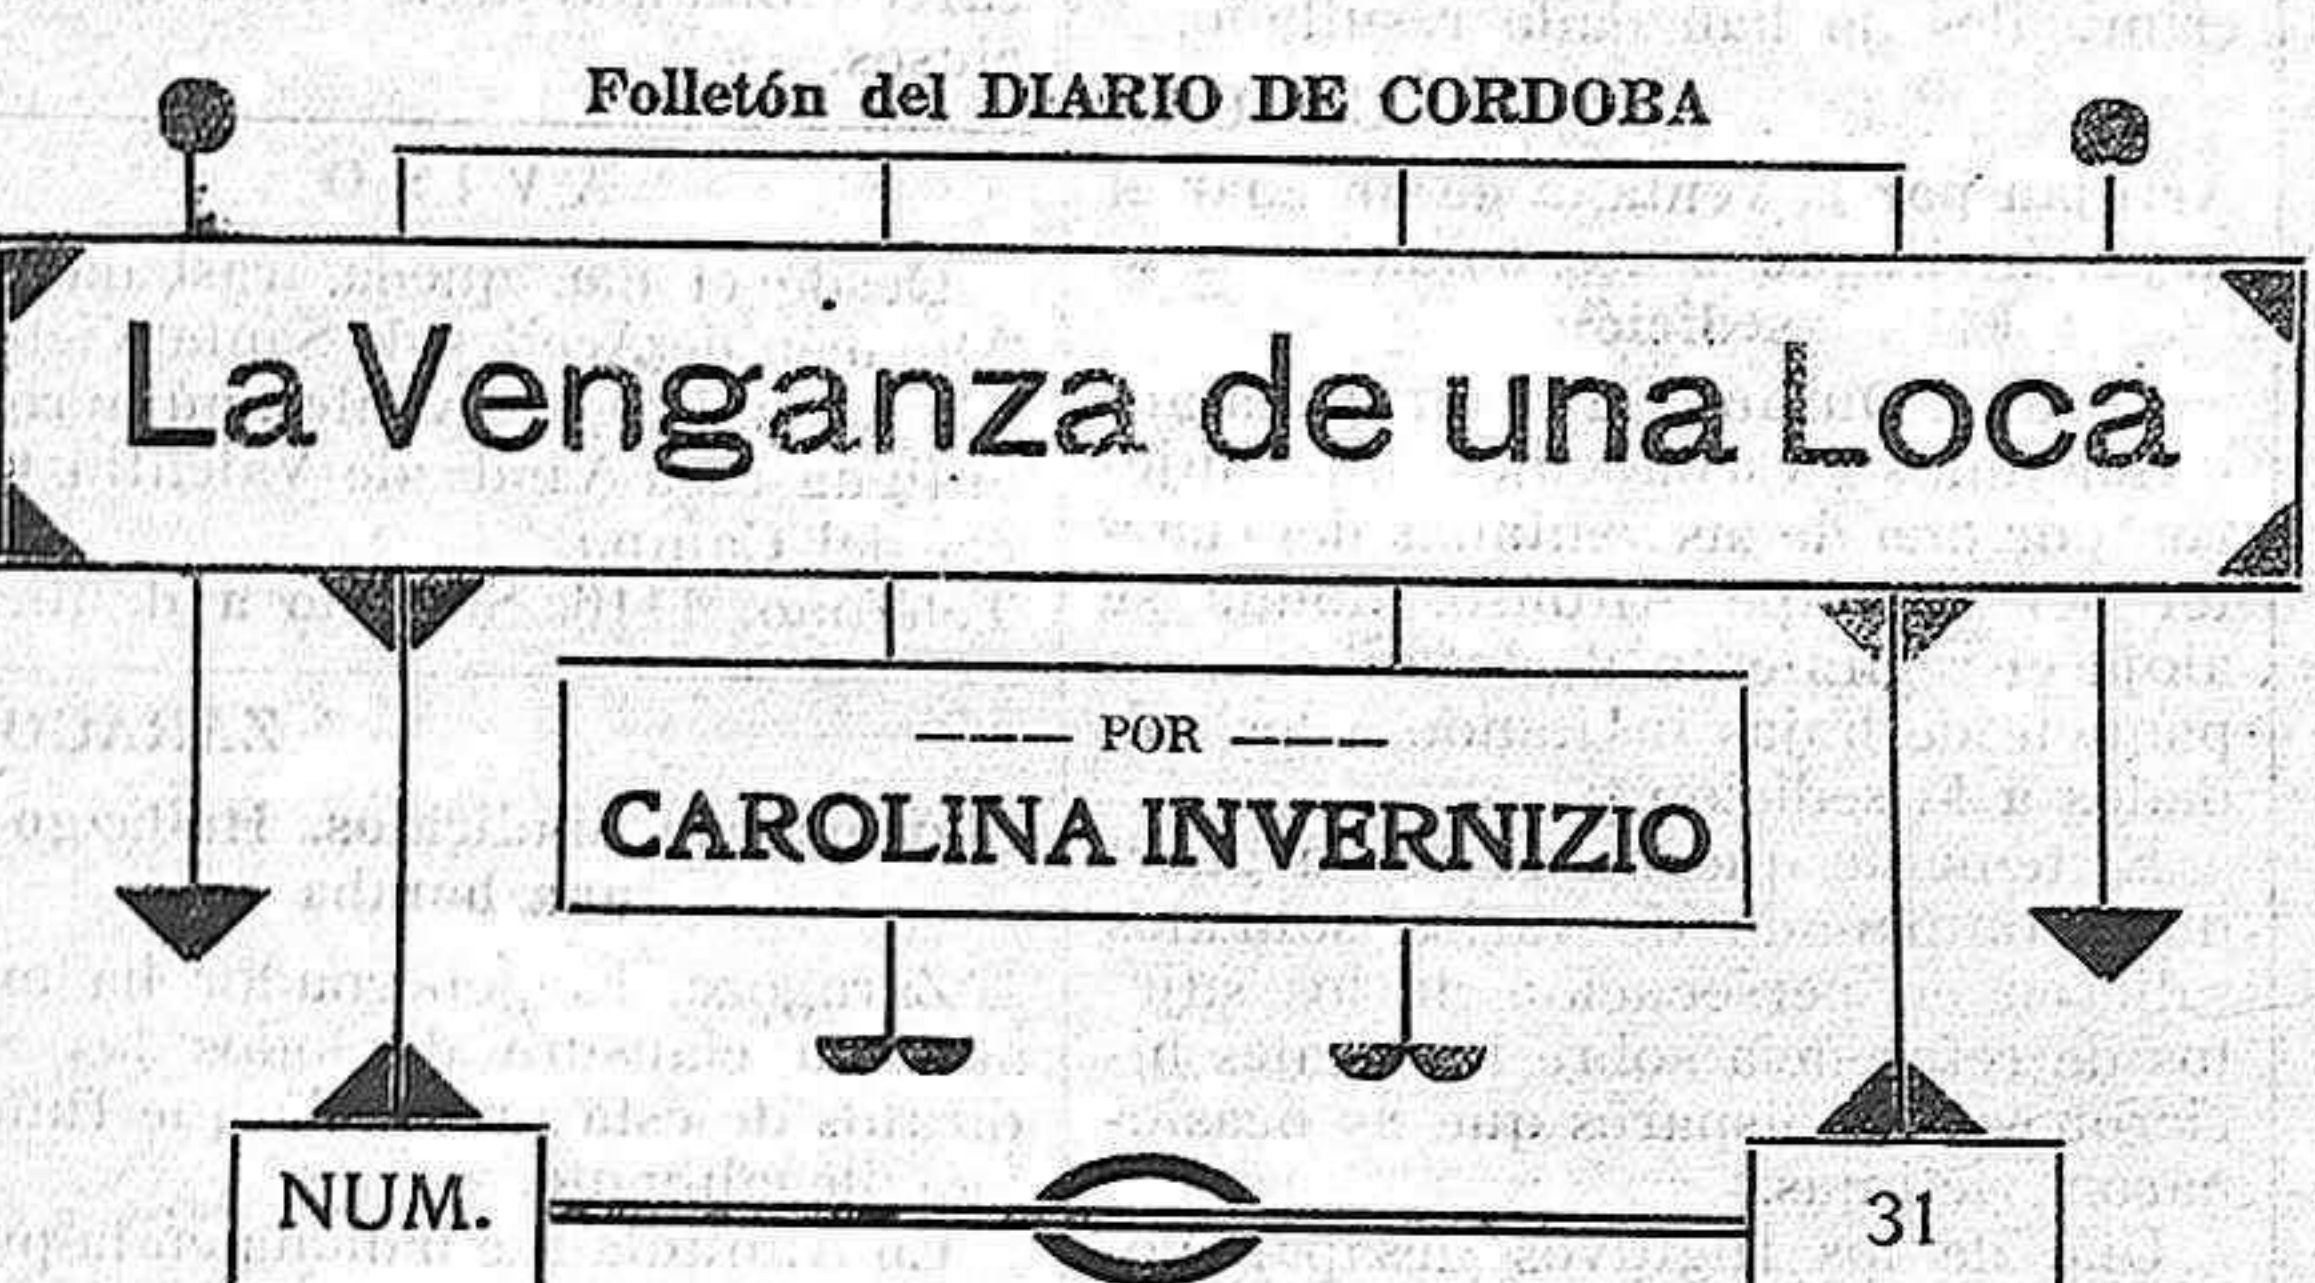 Folletón del DIARIO DE CORDOBA
La Venganza de una Loca
--- POR ---
CAROLINA INVERNIZIO
NUM. 31